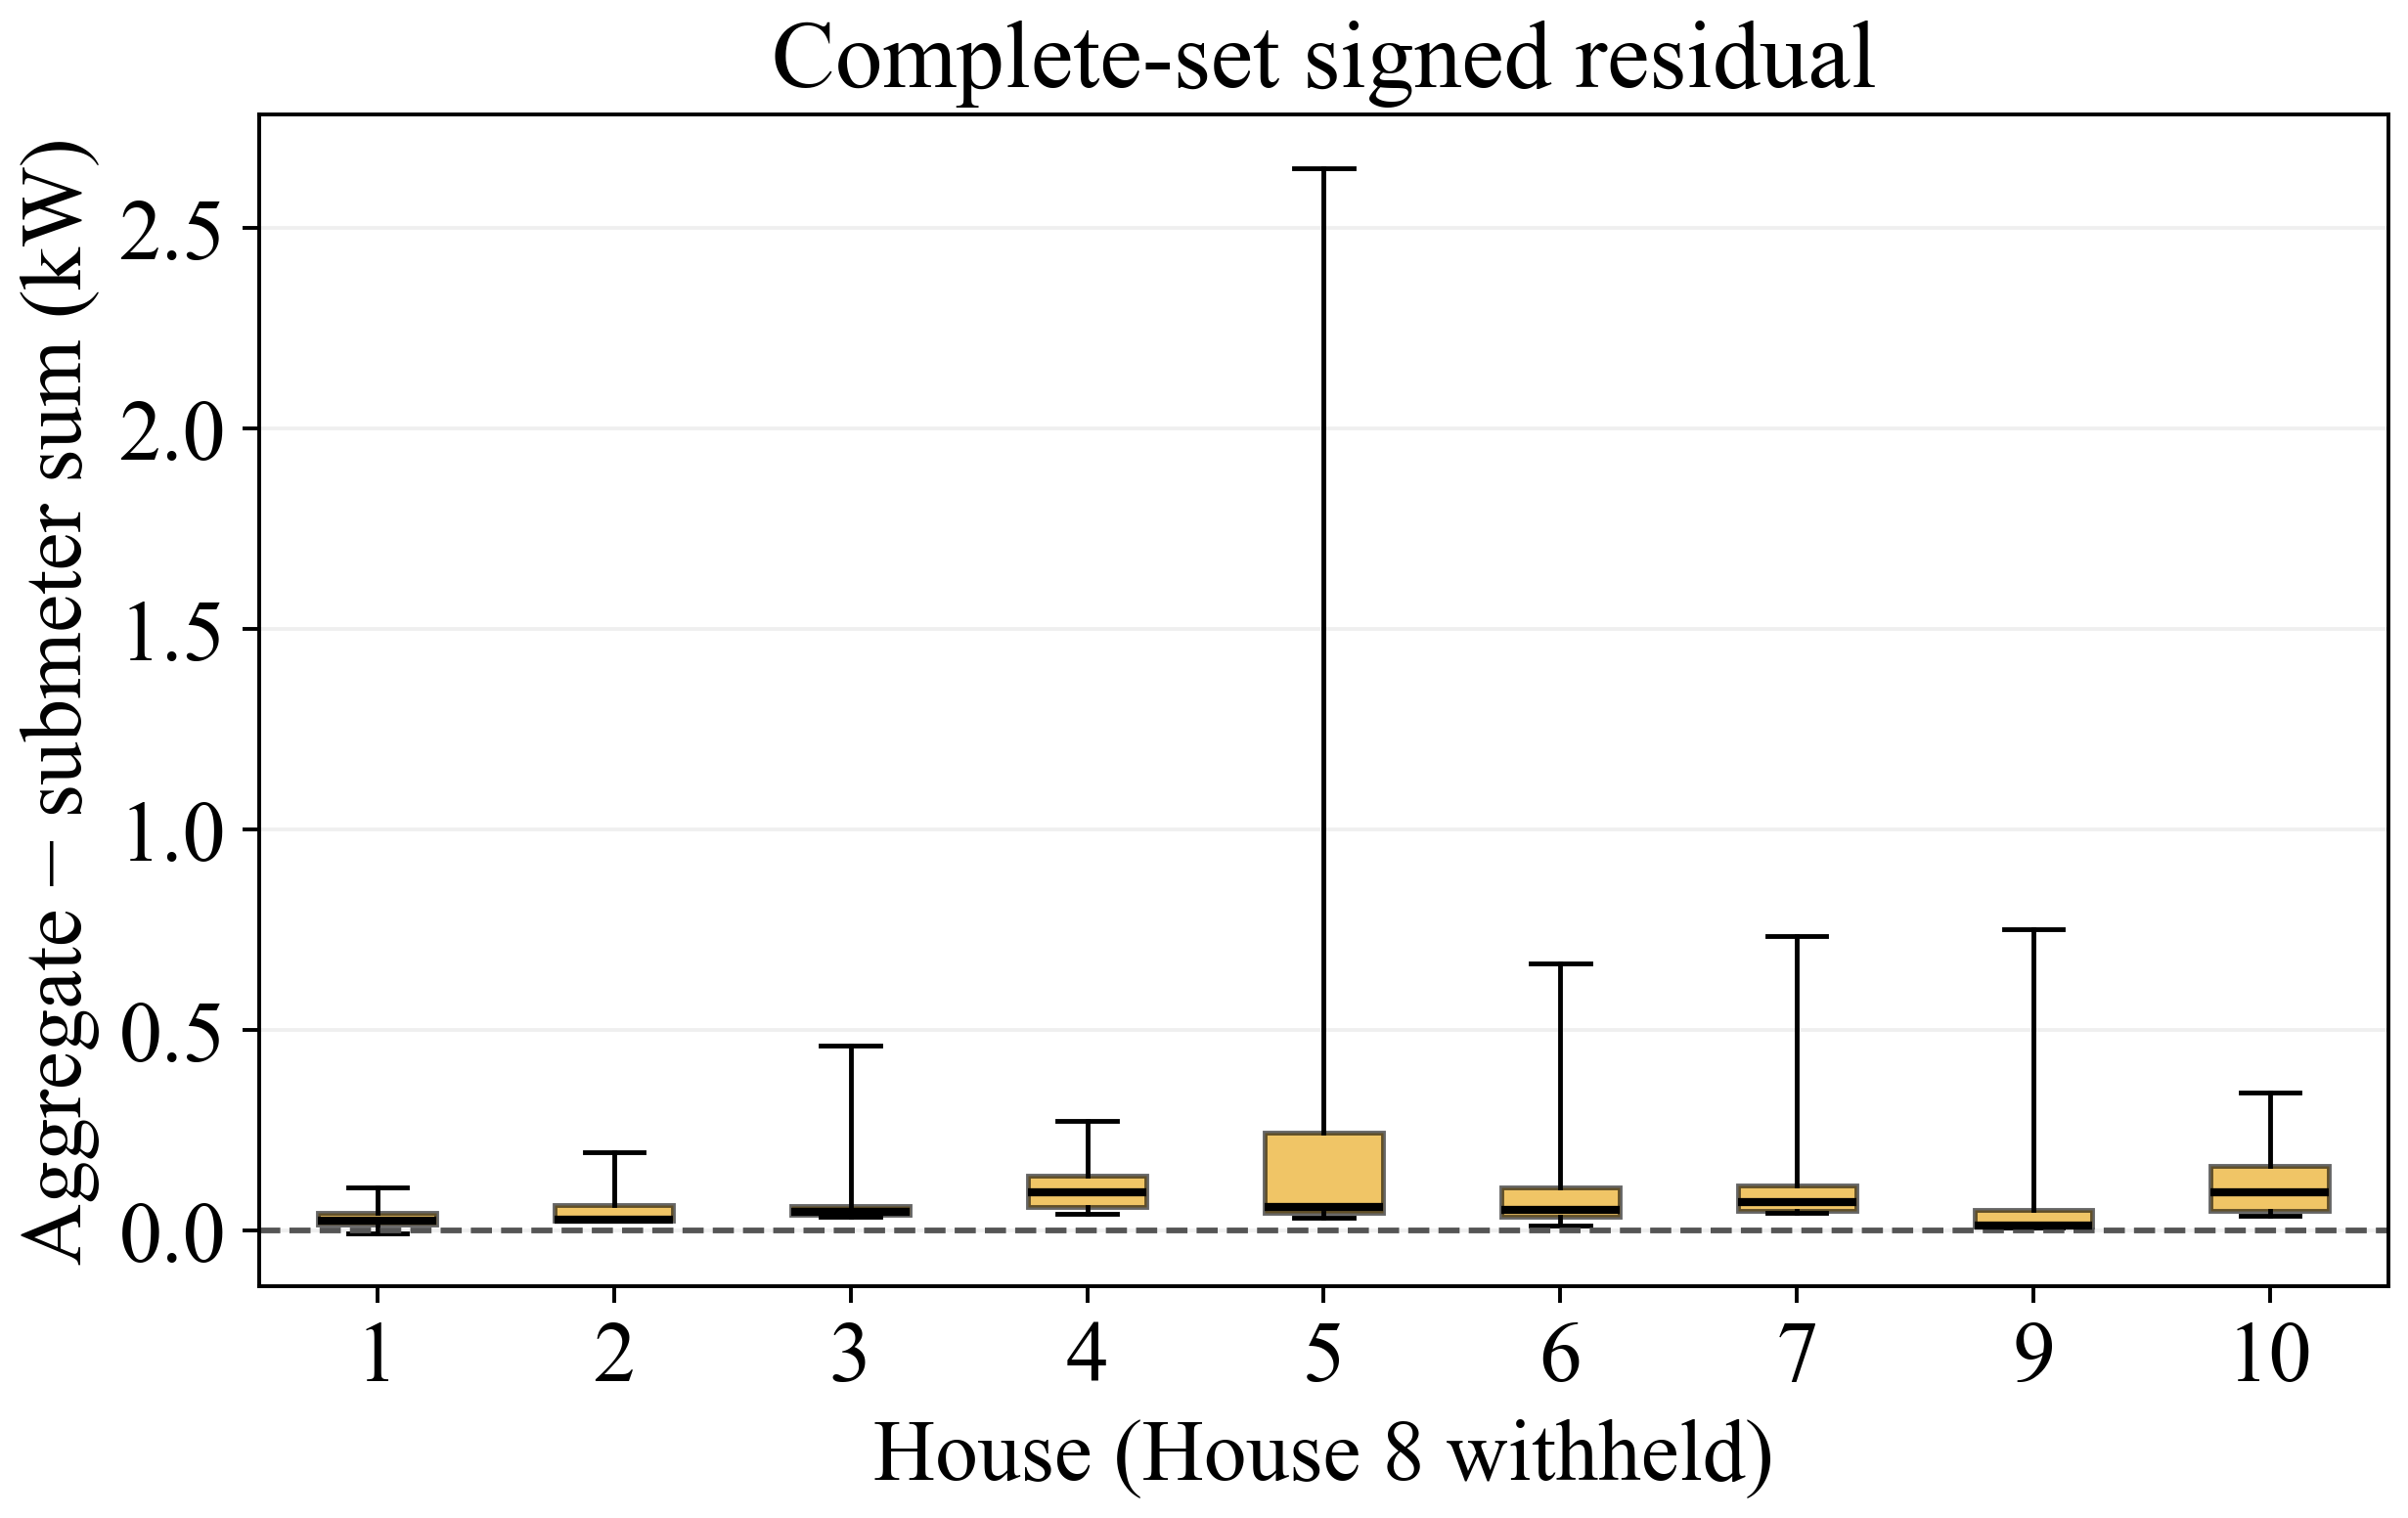 Complete-set signed residual
Aggregate – submeter sum (kW)
2.5
2.0
1.5
1.0
0.5
0.0
1 2 3 4 5 6 7 9 10
House (House 8 withheld)